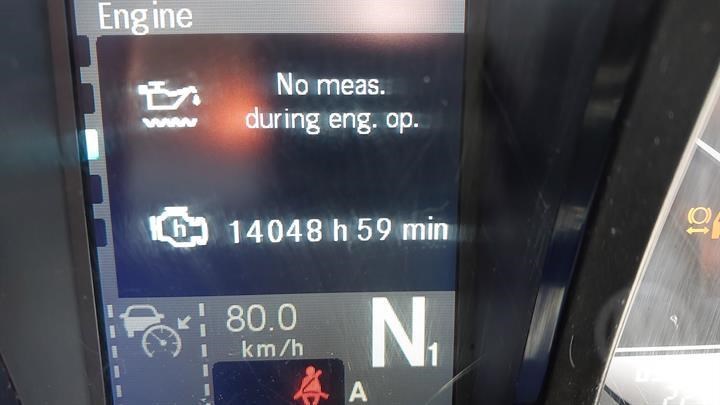 Engine
No meas.
during eng. op.
h
14048 h 59 min
80.0
km/h
N1
A